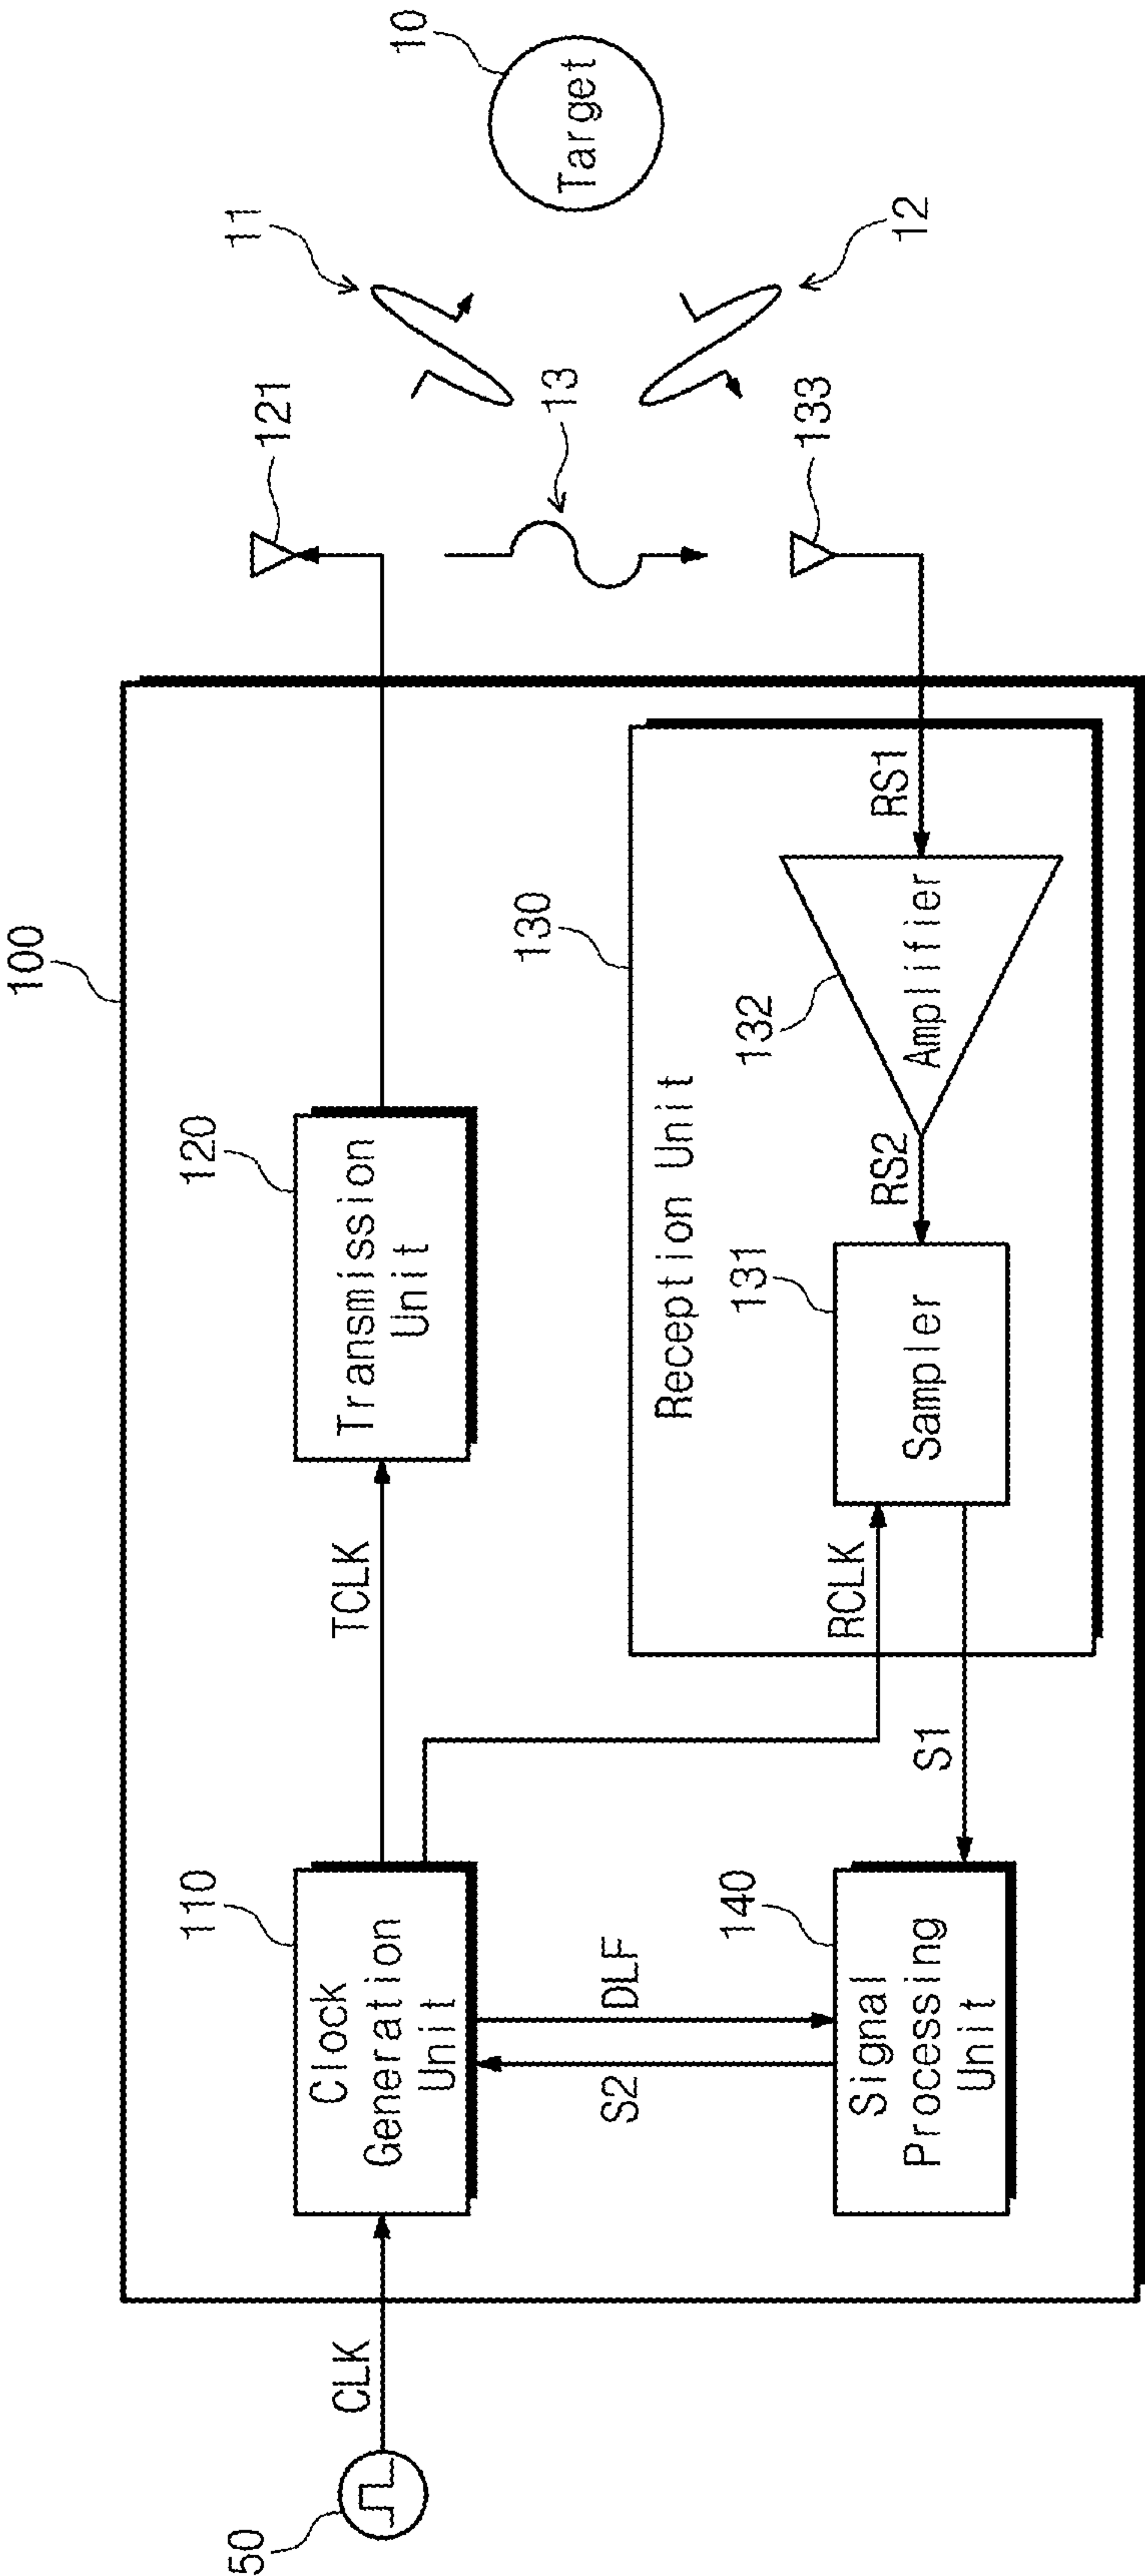 100
50
CLK
110
Clock
Generation
Unit
TCLK
120
Transmission
Unit
121
11
10
Target
13
12
133
S2
DLF
RCLK
130
Reception Unit
140
Signal
Processing
Unit
S1
131
Sampler
RS2
132
Amplifier
RS1